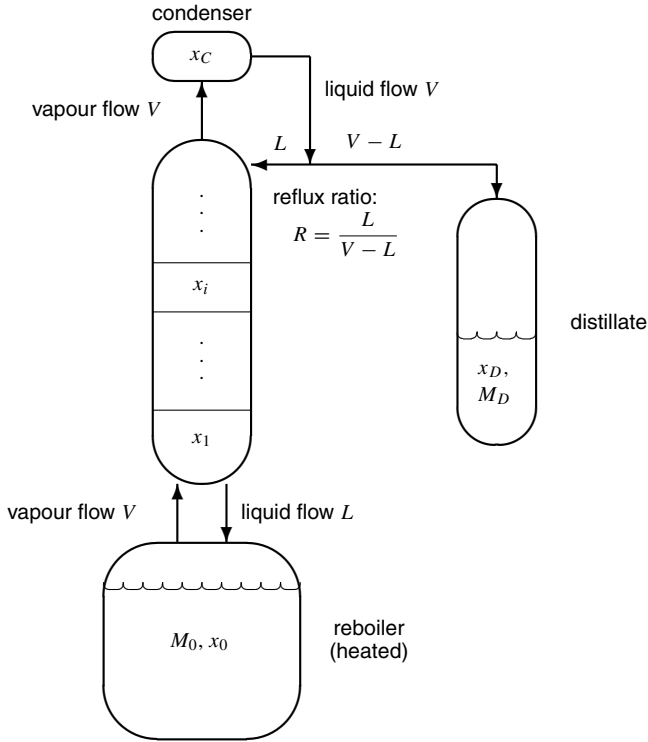 condenser
x_C
vapour flow V
liquid flow V
L
V − L
reflux ratio:
R = L / (V − L)
x_i
distillate
x_D,
M_D
x_1
vapour flow V
liquid flow L
M_0, x_0
reboiler
(heated)